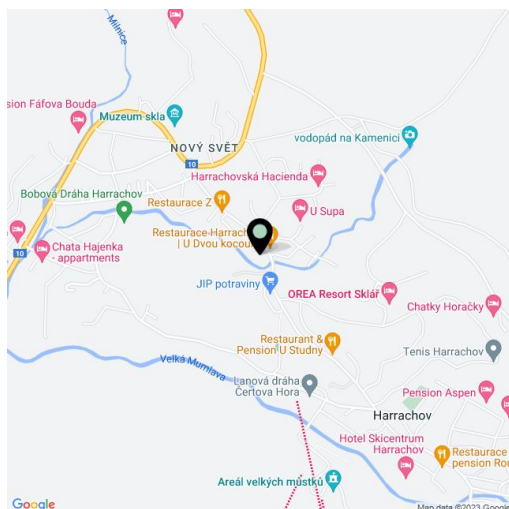 Milnice
ension Fáfova Bouda
Muzeum skla
NOVÝ SVĚT
vodopád na Kamenici
10
Harrachovská Hacienda
Bobová Dráha Harrachov
Restaurace Z
U Supa
Restaurace Harrach
| U Dvou kocou
10
Chata Hajenka
- appartments
JIP potraviny
OREA Resort Sklář
Chatky Horačky
Restaurant &
Pension U Studny
Tenis Harrachov
Velká Mumlava
Lanová dráha
Čertova Hora
Pension Aspen
Harrachov
Hotel Skicentrum
Harrachov
Restaurace
pension Rou
Areál velkých můstků
Google
Map data ©2023 Google